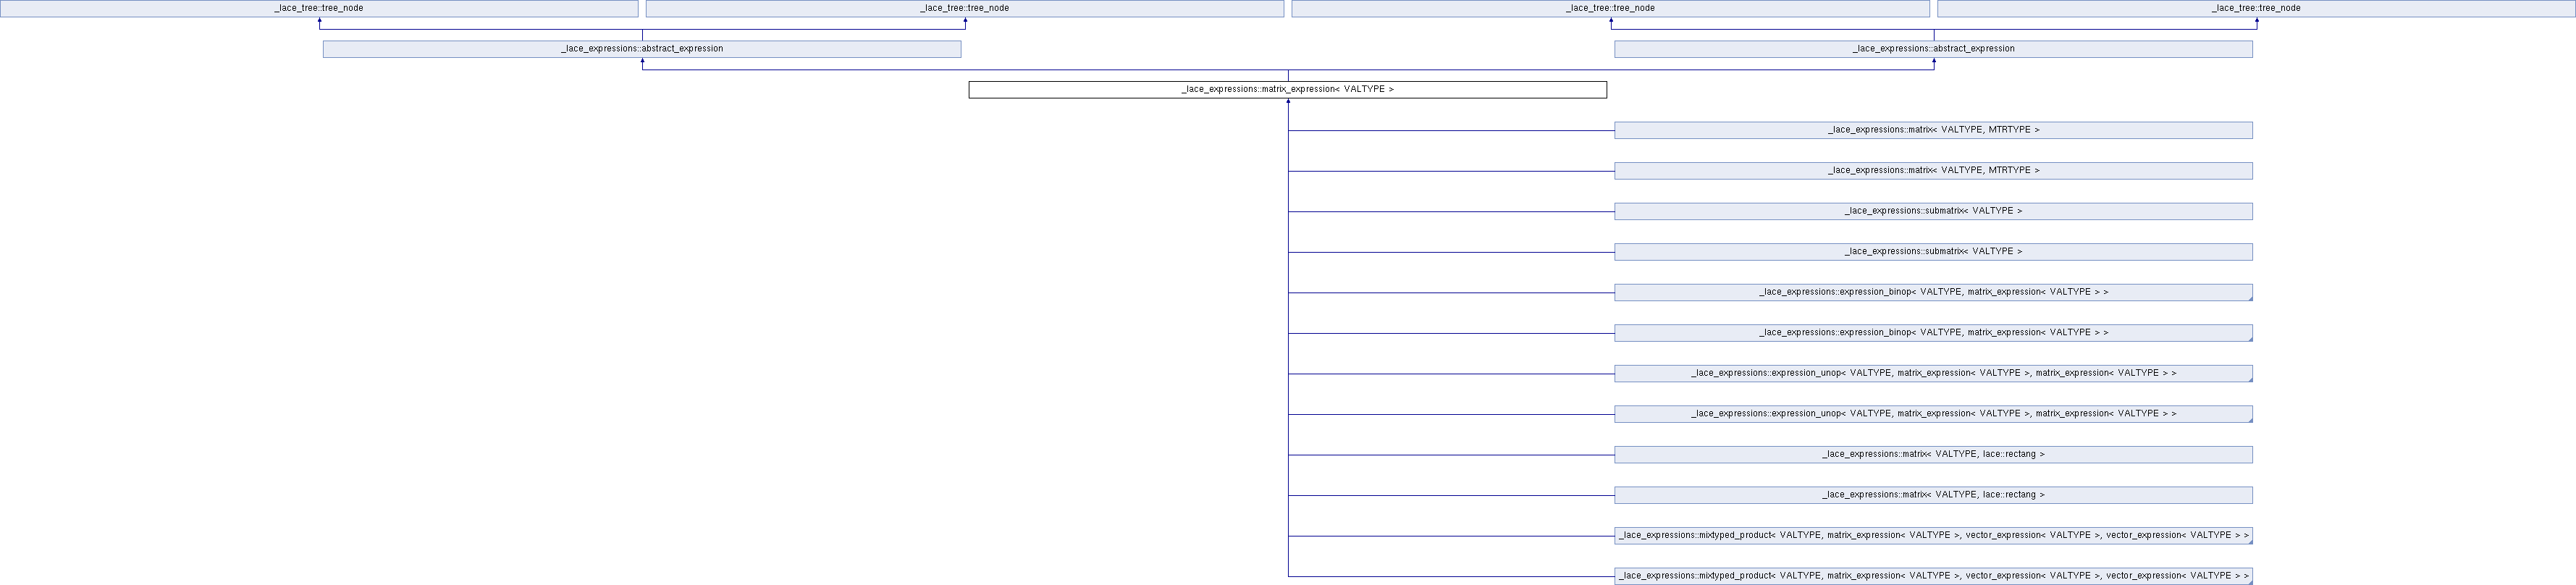 _lace_tree::tree_node
_lace_tree::tree_node
_lace_tree::tree_node
_lace_tree::tree_node
_lace_expressions::abstract_expression
_lace_expressions::abstract_expression
_lace_expressions::matrix_expression< VALTYPE >
_lace_expressions::matrix< VALTYPE, MTRTYPE >
_lace_expressions::matrix< VALTYPE, MTRTYPE >
_lace_expressions::submatrix< VALTYPE >
_lace_expressions::submatrix< VALTYPE >
_lace_expressions::expression_binop< VALTYPE, matrix_expression< VALTYPE > >
_lace_expressions::expression_binop< VALTYPE, matrix_expression< VALTYPE > >
_lace_expressions::expression_unop< VALTYPE, matrix_expression< VALTYPE >, matrix_expression< VALTYPE > >
_lace_expressions::expression_unop< VALTYPE, matrix_expression< VALTYPE >, matrix_expression< VALTYPE > >
_lace_expressions::matrix< VALTYPE, lace::rectang >
_lace_expressions::matrix< VALTYPE, lace::rectang >
_lace_expressions::mixtyped_product< VALTYPE, matrix_expression< VALTYPE >, vector_expression< VALTYPE >, vector_expression< VALTYPE > >
_lace_expressions::mixtyped_product< VALTYPE, matrix_expression< VALTYPE >, vector_expression< VALTYPE >, vector_expression< VALTYPE > >